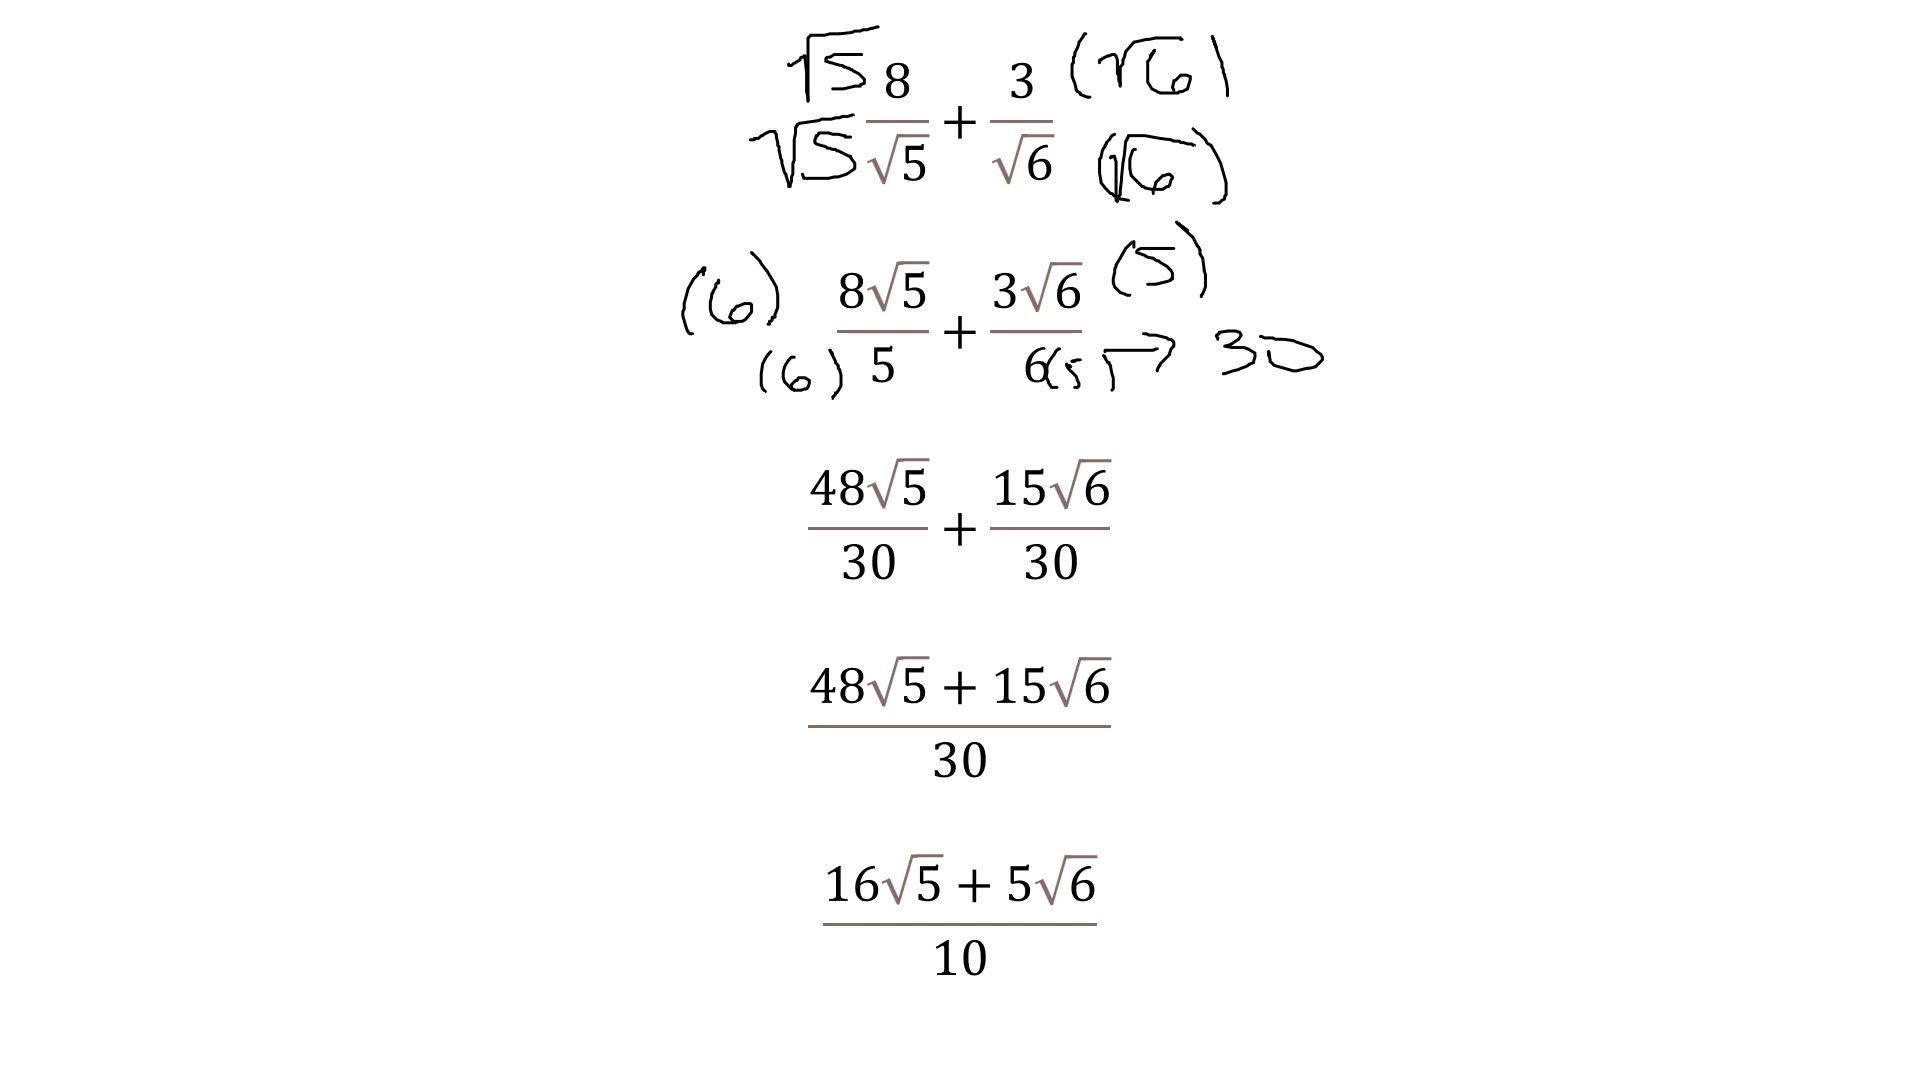 √5 8/√5 + 3/√6 (√6)
√5 (√6)
(6) 8√5/5 + 3√6/6 (5)
(6) (5) → 30
48√5/30 + 15√6/30
(48√5 + 15√6)/30
(16√5 + 5√6)/10